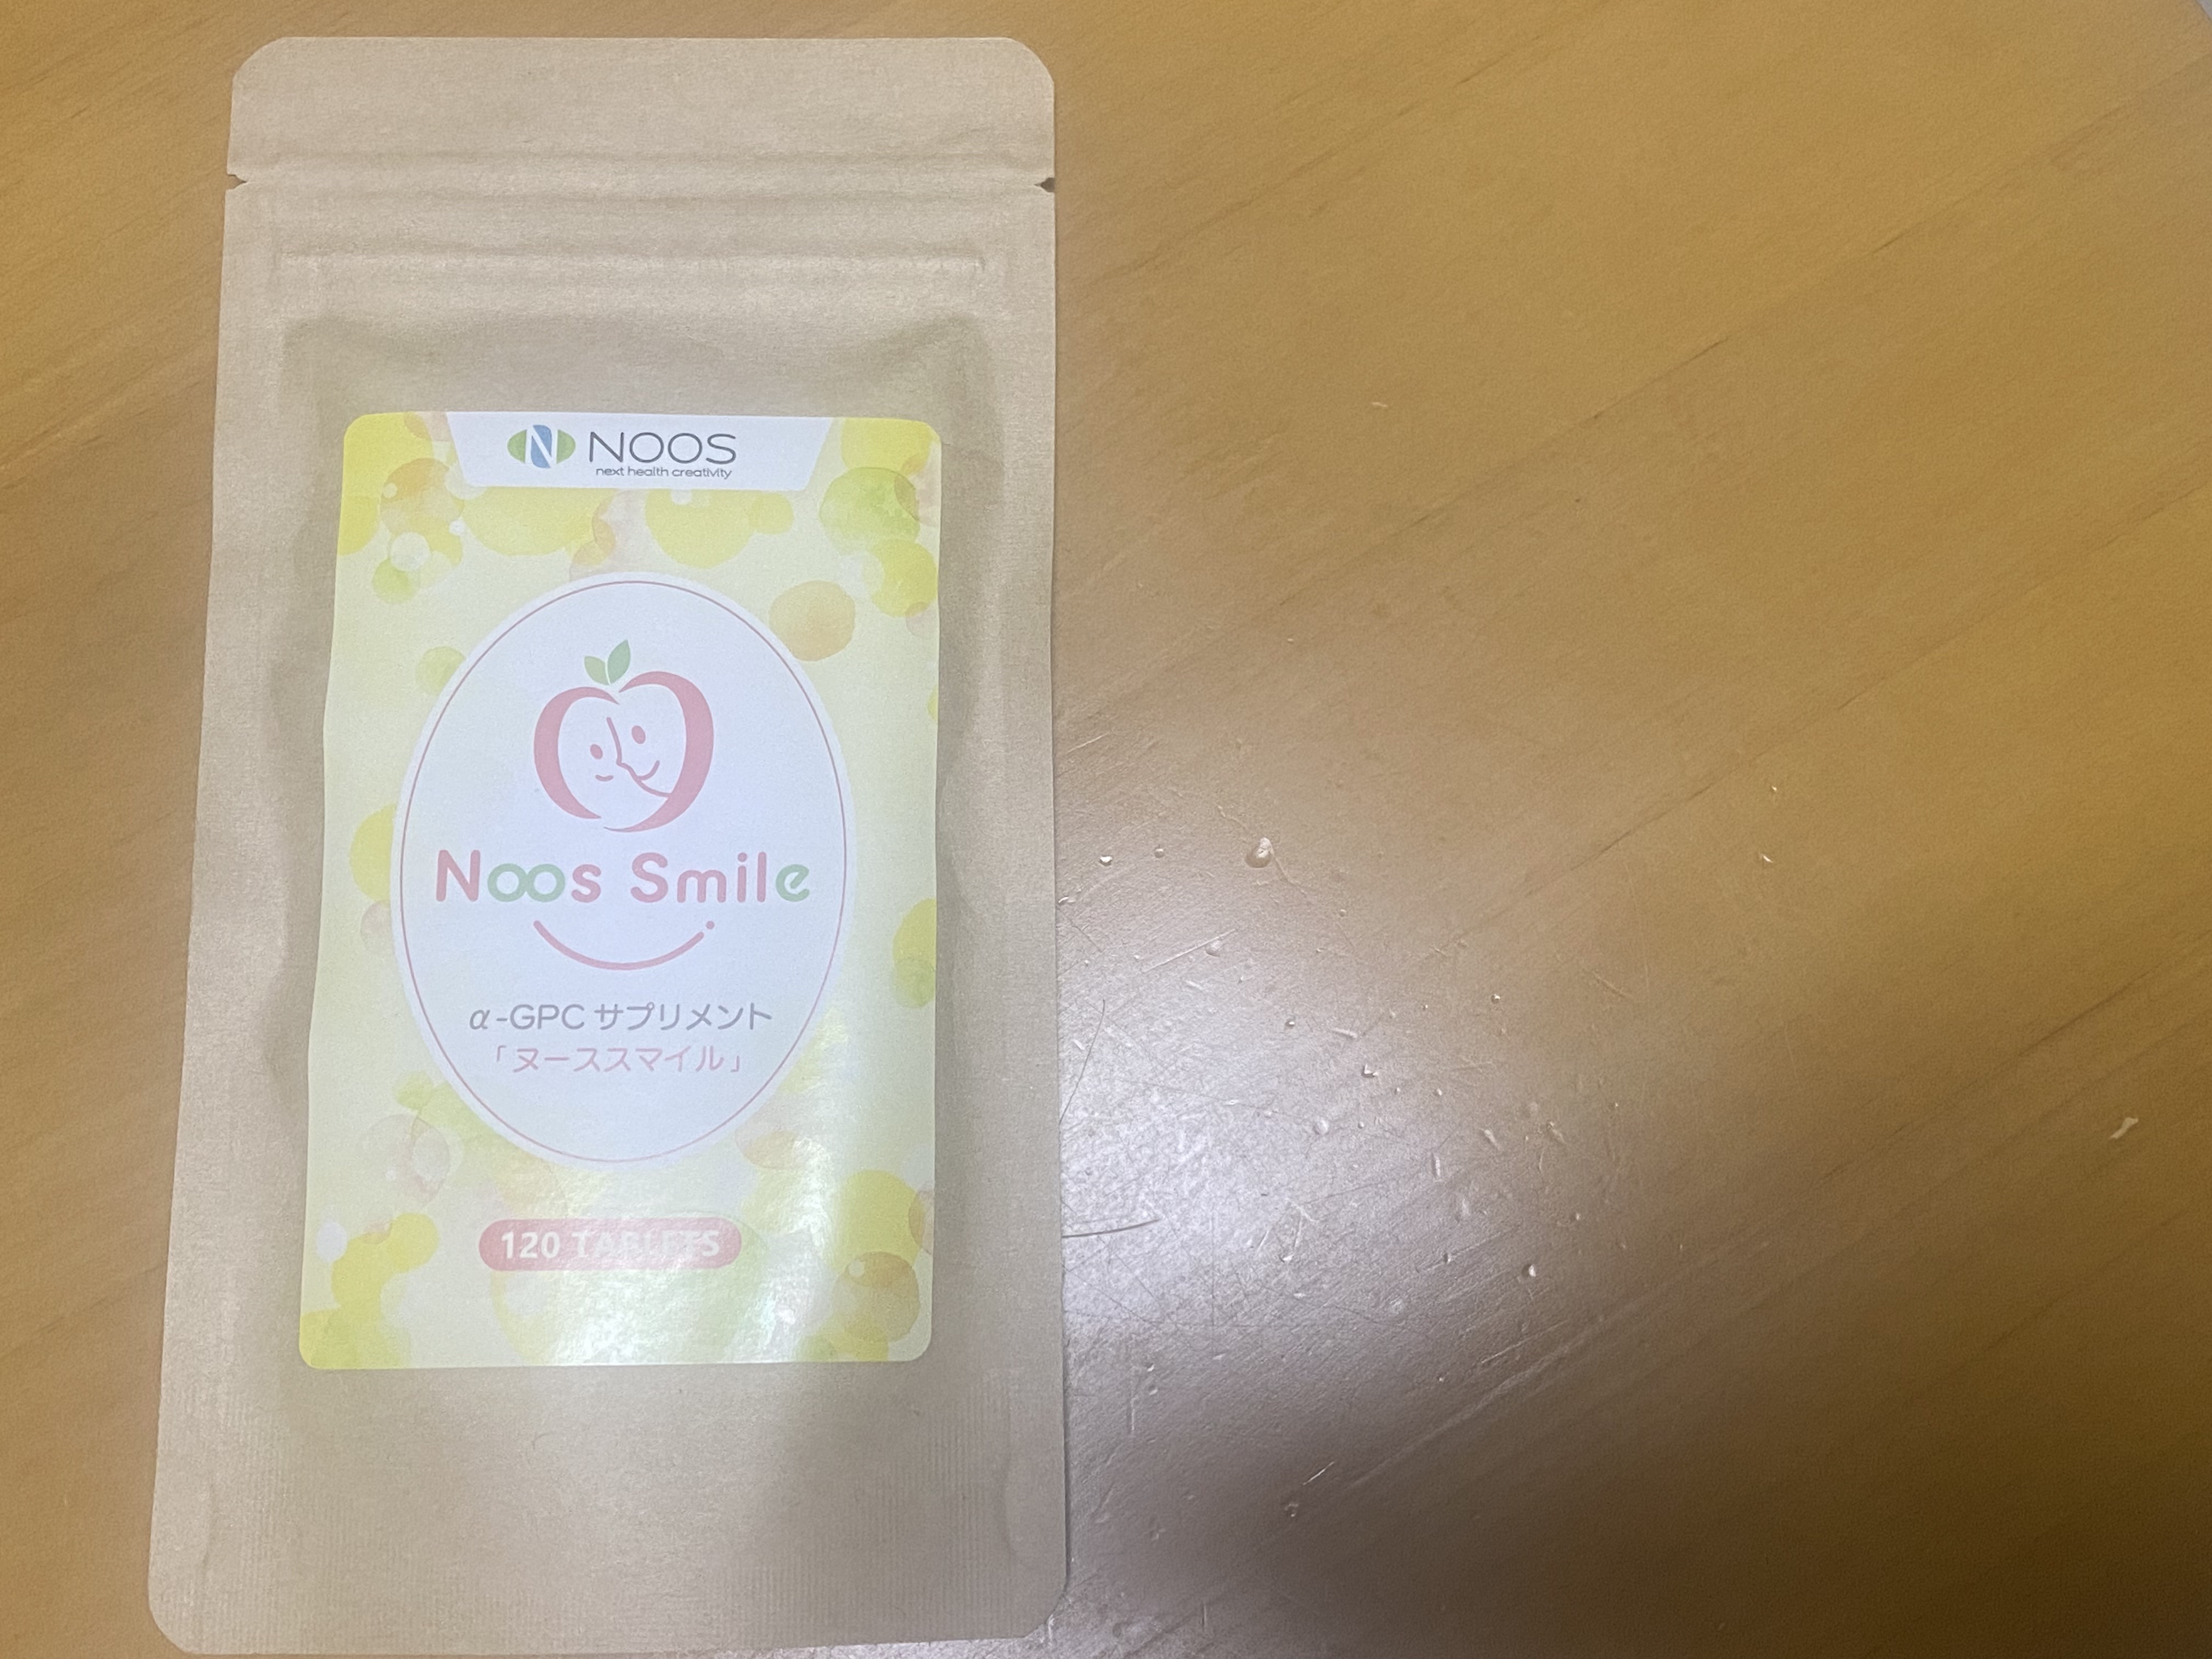 NOOS
next health creativity
Noos Smile
α-GPC サプリメント
「ヌーススマイル」
120 TABLETS